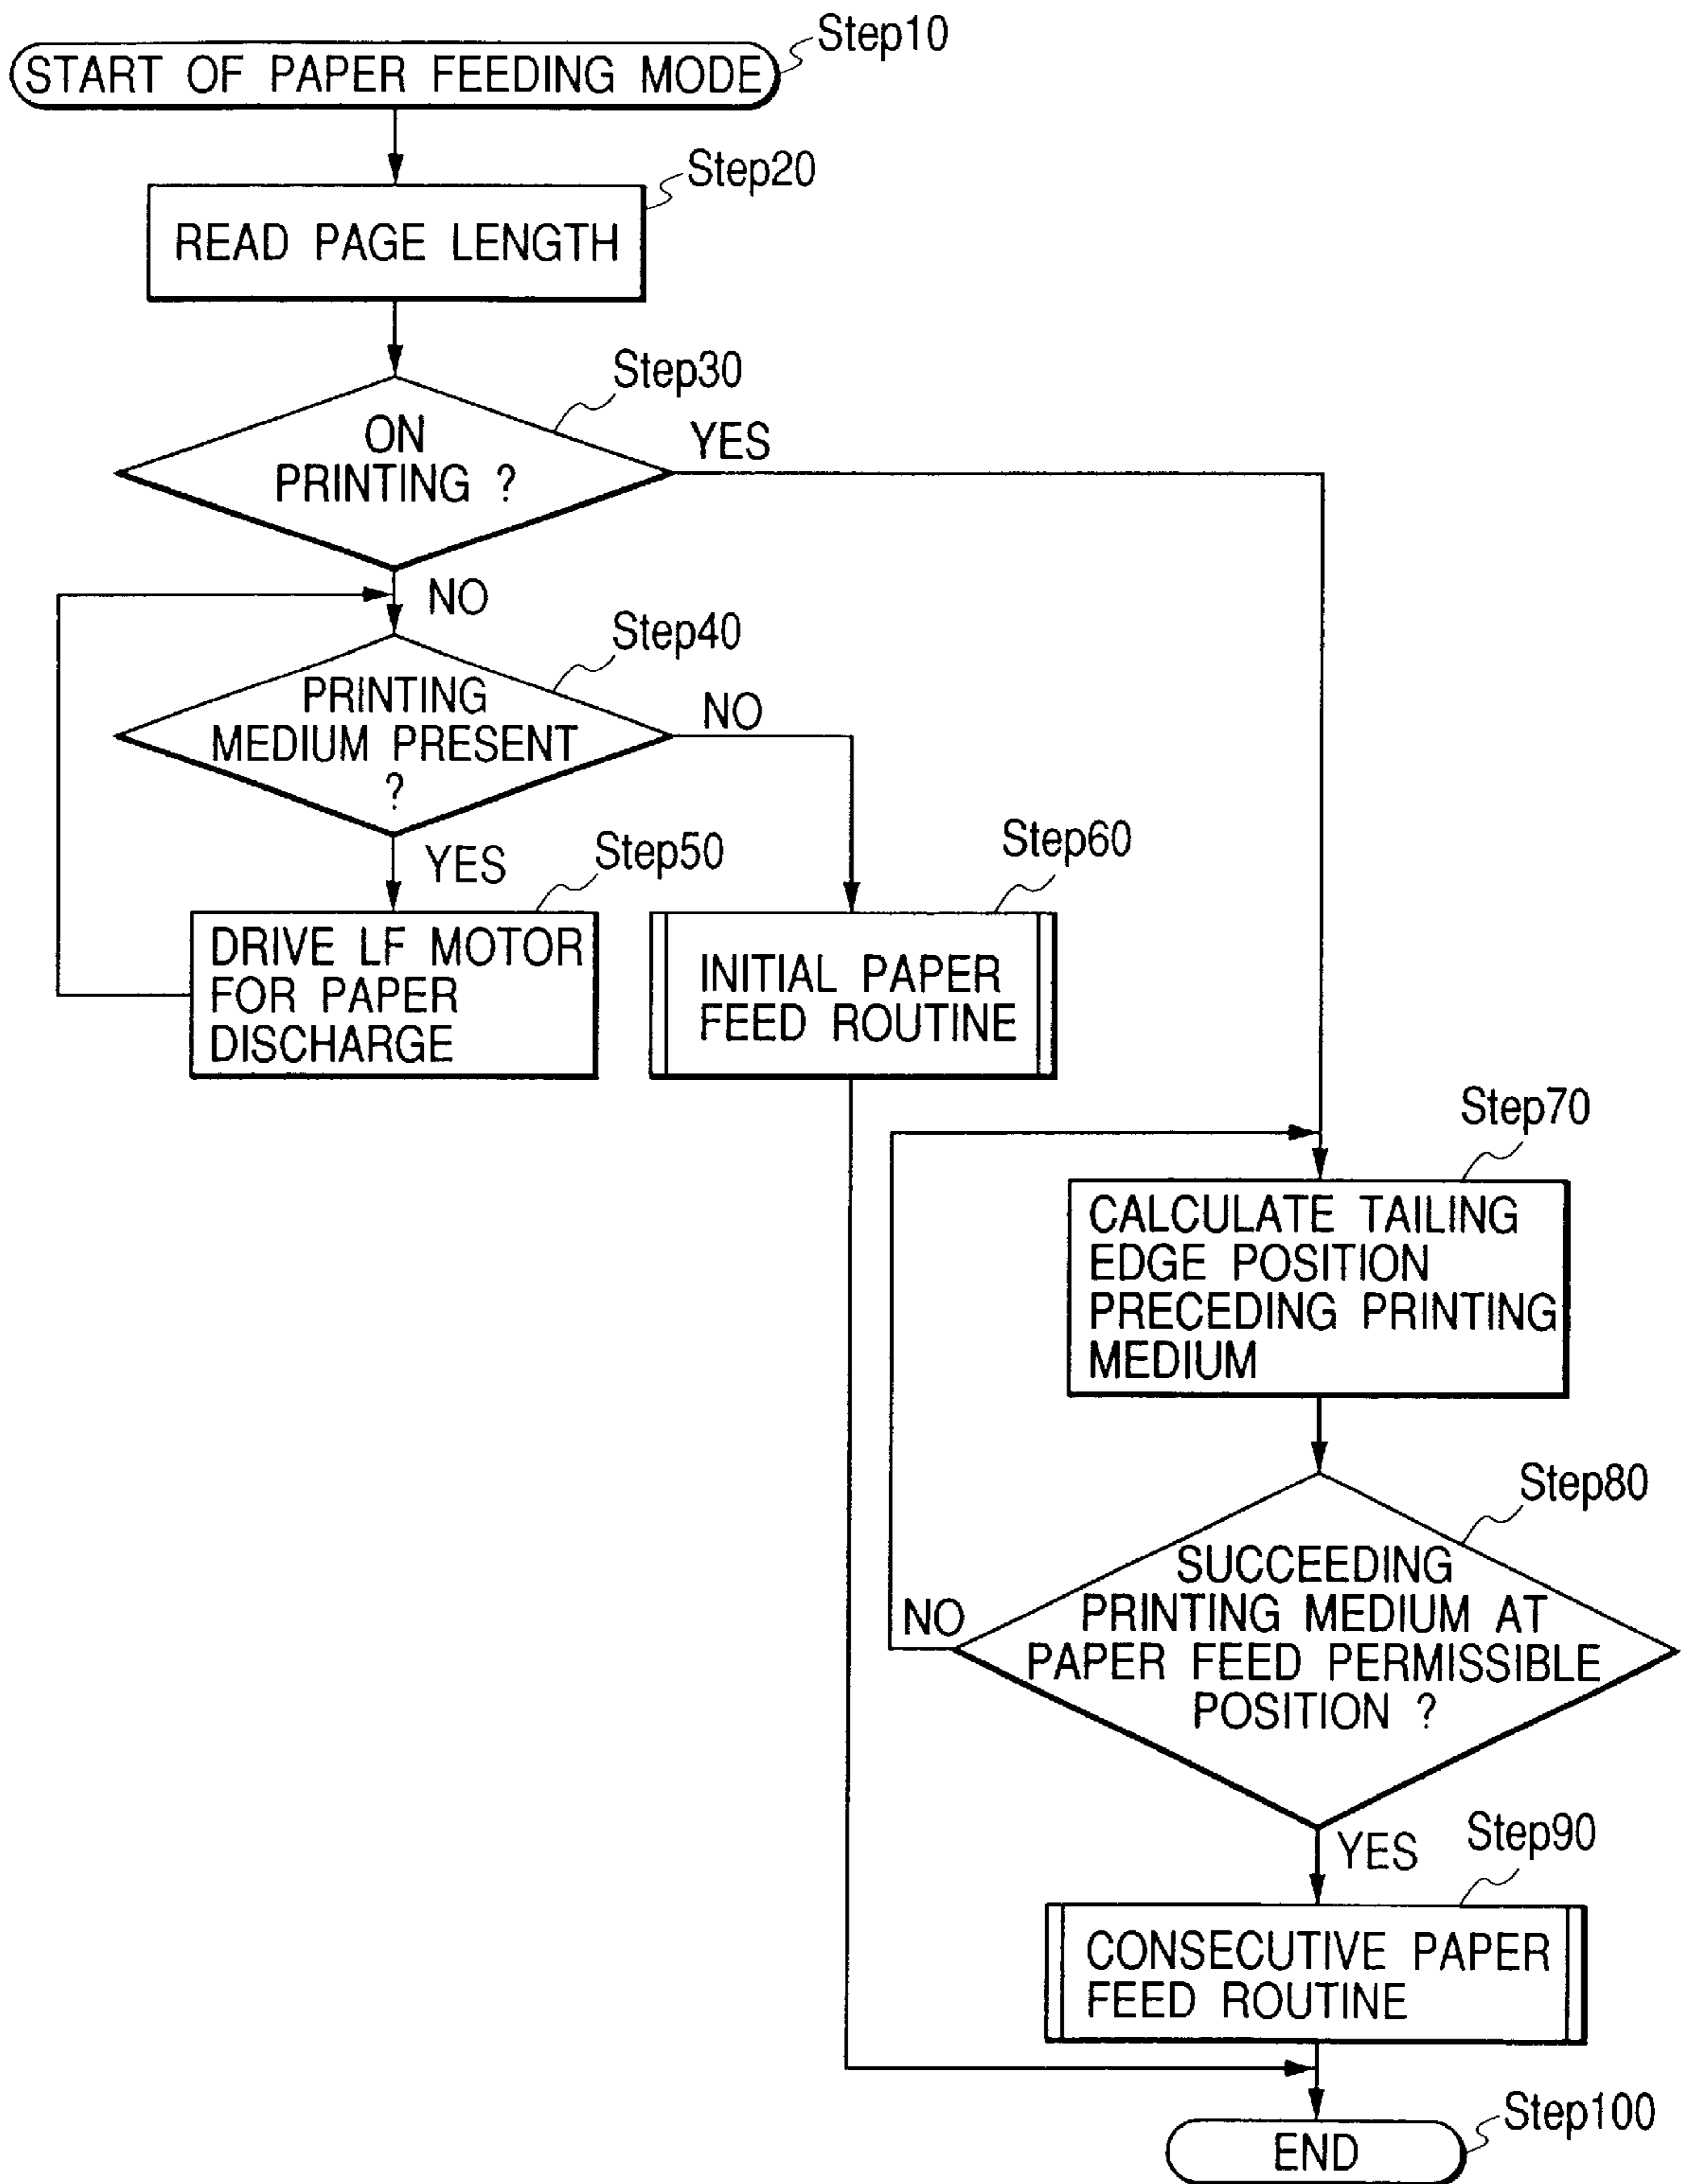 Step10
START OF PAPER FEEDING MODE
Step20
READ PAGE LENGTH
Step30
ON
PRINTING ?
YES
NO
Step40
PRINTING
MEDIUM PRESENT
?
NO
YES
Step50
DRIVE LF MOTOR
FOR PAPER
DISCHARGE
Step60
INITIAL PAPER
FEED ROUTINE
Step70
CALCULATE TAILING
EDGE POSITION
PRECEDING PRINTING
MEDIUM
Step80
SUCCEEDING
PRINTING MEDIUM AT
PAPER FEED PERMISSIBLE
POSITION ?
NO
YES
Step90
CONSECUTIVE PAPER
FEED ROUTINE
Step100
END